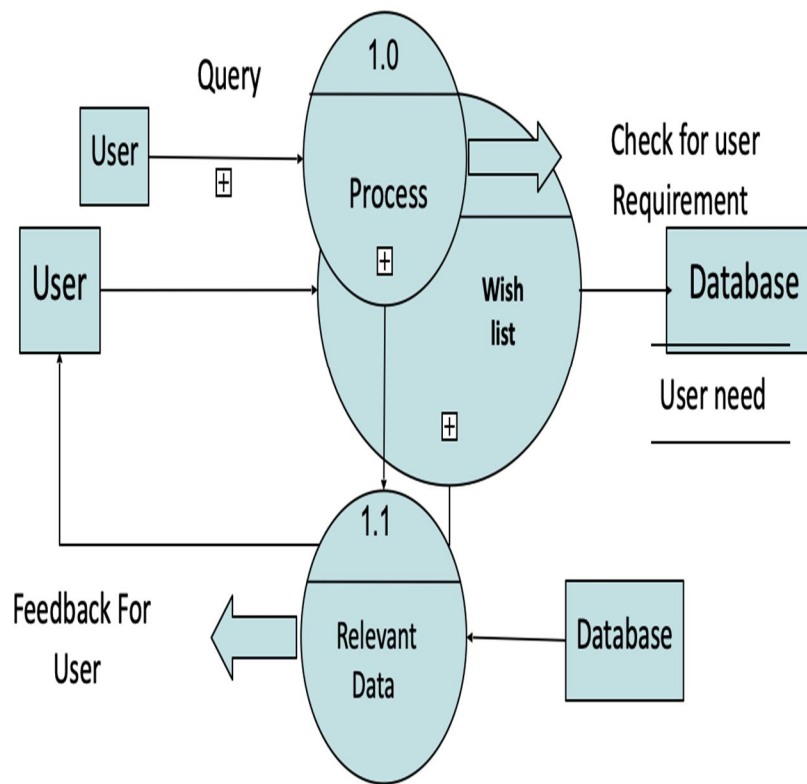 1.0
Query
User
Process
Check for user
Requirement
User
Wish
list
Database
User need
1.1
Relevant
Data
Feedback For
User
Database